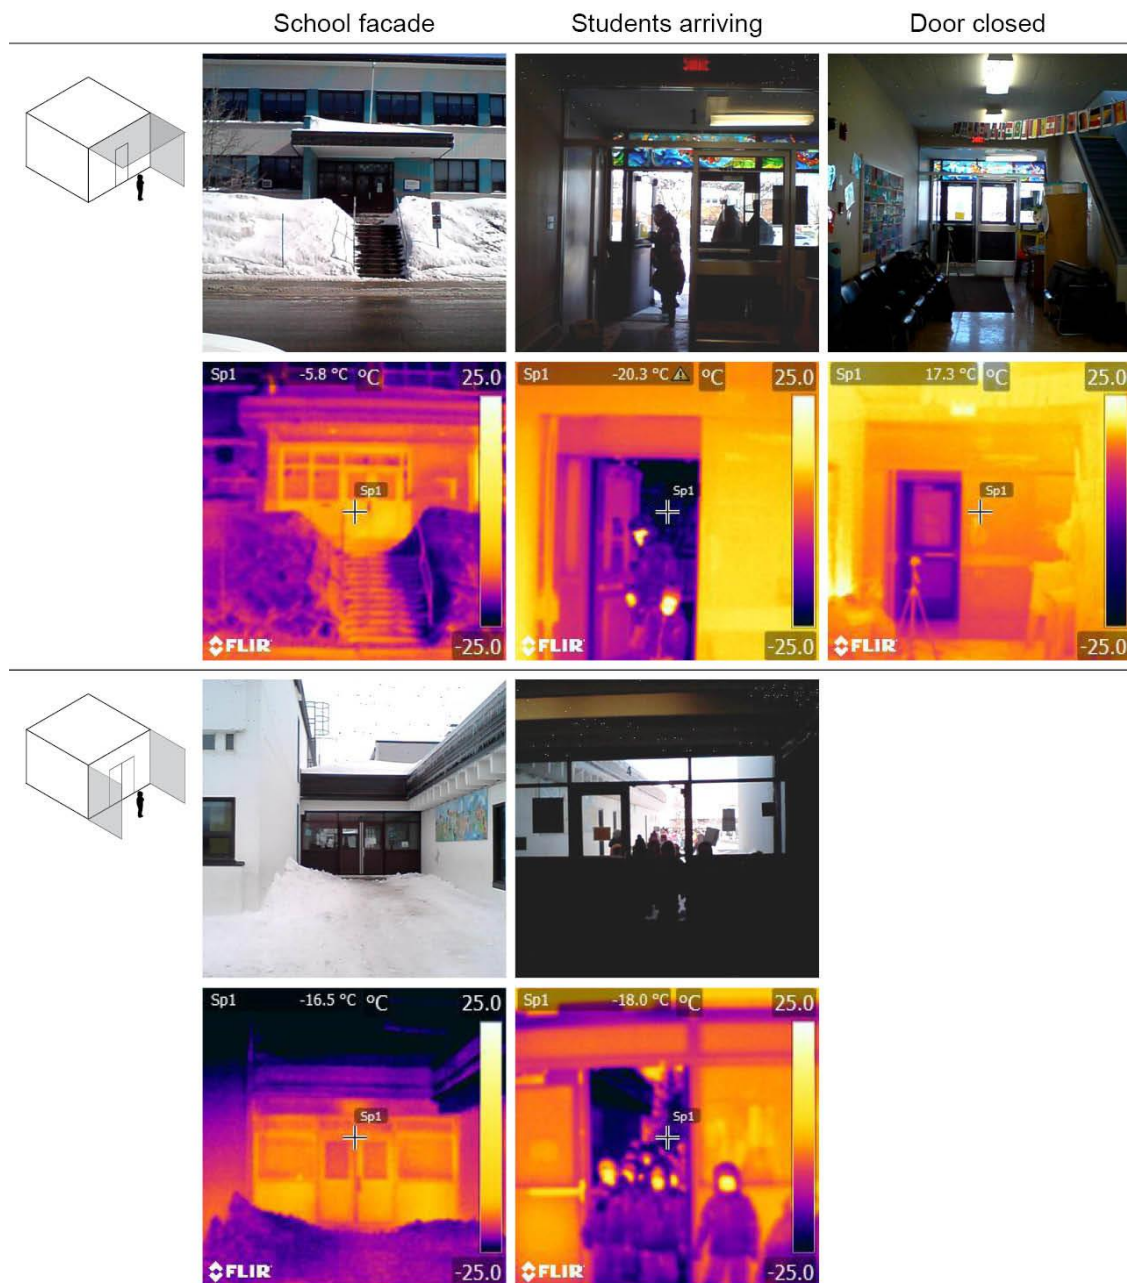 School facade Students arriving Door closed
Sp1 -5.8 °C °C 25.0
Sp1
FLIR -25.0
Sp1 -20.3 °C °C 25.0
Sp1
FLIR -25.0
Sp1 17.3 °C °C 25.0
Sp1
FLIR -25.0
Sp1 -16.5 °C °C 25.0
Sp1
FLIR -25.0
Sp1 -18.0 °C °C 25.0
Sp1
FLIR -25.0